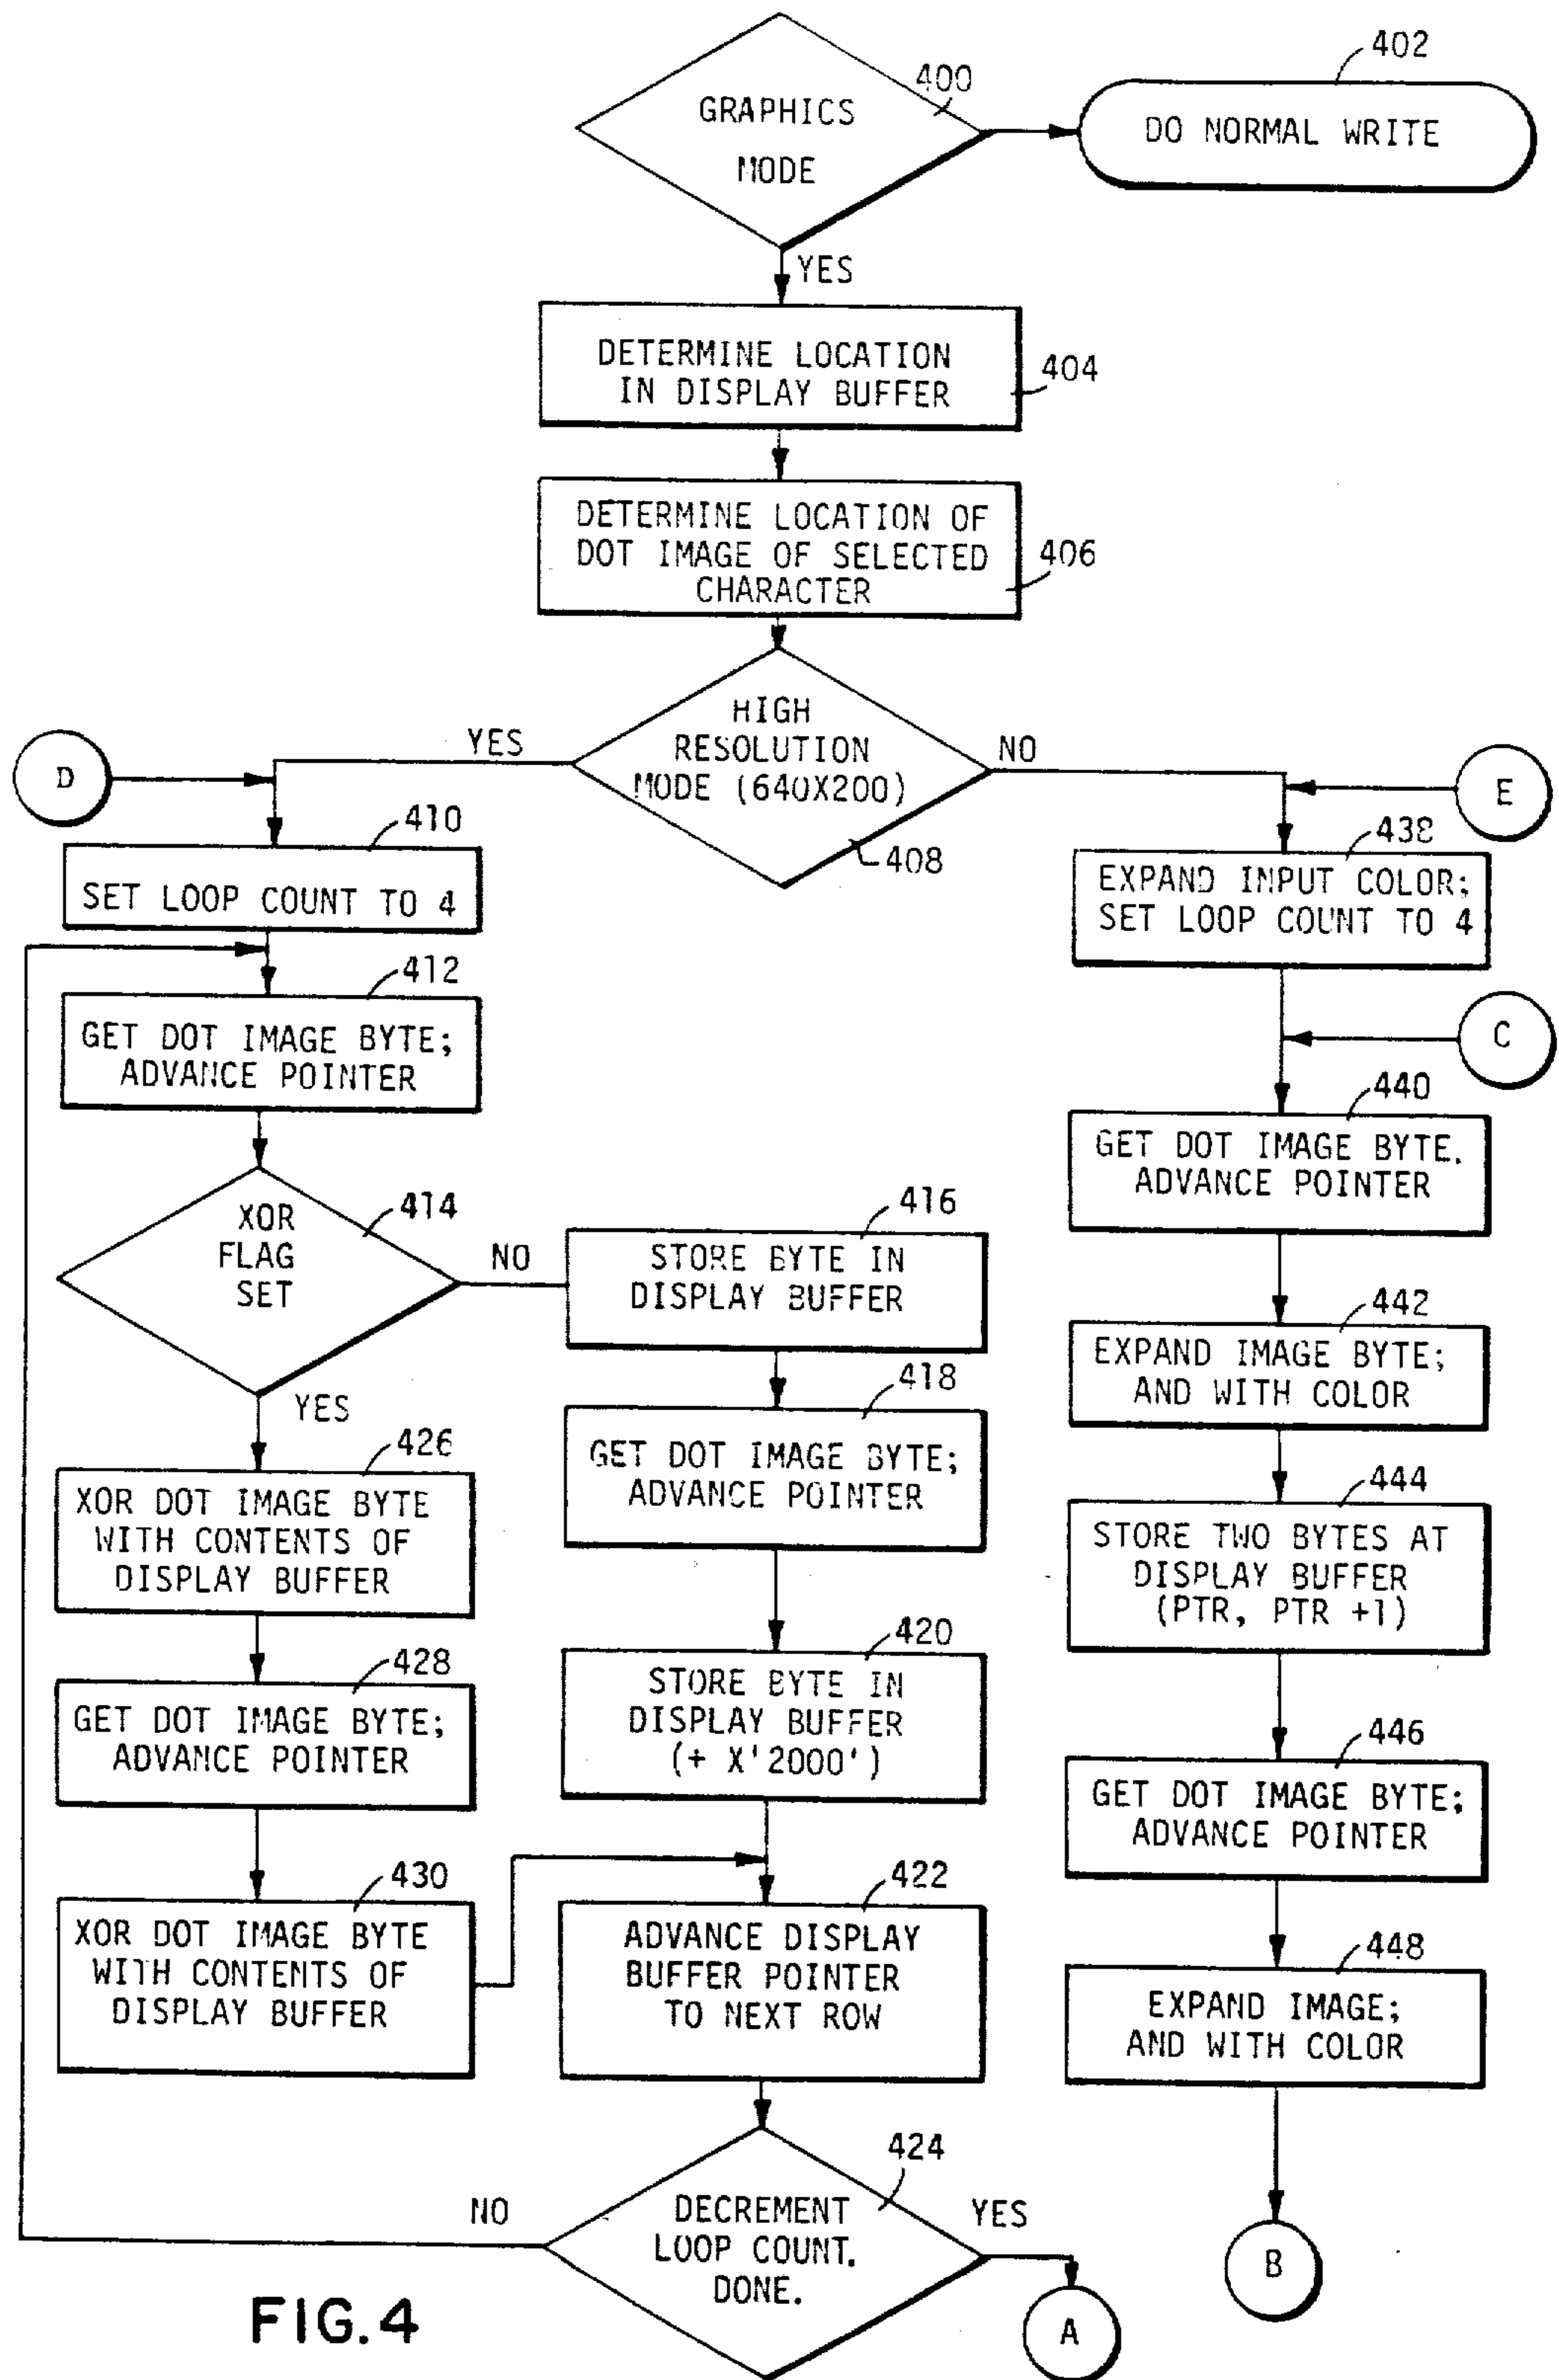 400
GRAPHICS
MODE
402
DO NORMAL WRITE
YES
DETERMINE LOCATION
IN DISPLAY BUFFER
404
DETERMINE LOCATION OF
DOT IMAGE OF SELECTED
CHARACTER
406
HIGH
RESOLUTION
MODE (640X200)
408
YES
NO
D
E
410
SET LOOP COUNT TO 4
438
EXPAND INPUT COLOR;
SET LOOP COUNT TO 4
412
GET DOT IMAGE BYTE;
ADVANCE POINTER
C
440
GET DOT IMAGE BYTE.
ADVANCE POINTER
414
XOR
FLAG
SET
NO
YES
416
STORE BYTE IN
DISPLAY BUFFER
442
EXPAND IMAGE BYTE;
AND WITH COLOR
418
GET DOT IMAGE BYTE;
ADVANCE POINTER
426
XOR DOT IMAGE BYTE
WITH CONTENTS OF
DISPLAY BUFFER
444
STORE TWO BYTES AT
DISPLAY BUFFER
(PTR, PTR +1)
420
STORE BYTE IN
DISPLAY BUFFER
(+ X'2000')
428
GET DOT IMAGE BYTE;
ADVANCE POINTER
446
GET DOT IMAGE BYTE;
ADVANCE POINTER
430
XOR DOT IMAGE BYTE
WITH CONTENTS OF
DISPLAY BUFFER
422
ADVANCE DISPLAY
BUFFER POINTER
TO NEXT ROW
448
EXPAND IMAGE;
AND WITH COLOR
424
DECREMENT
LOOP COUNT.
DONE.
NO
YES
A
B
FIG.4